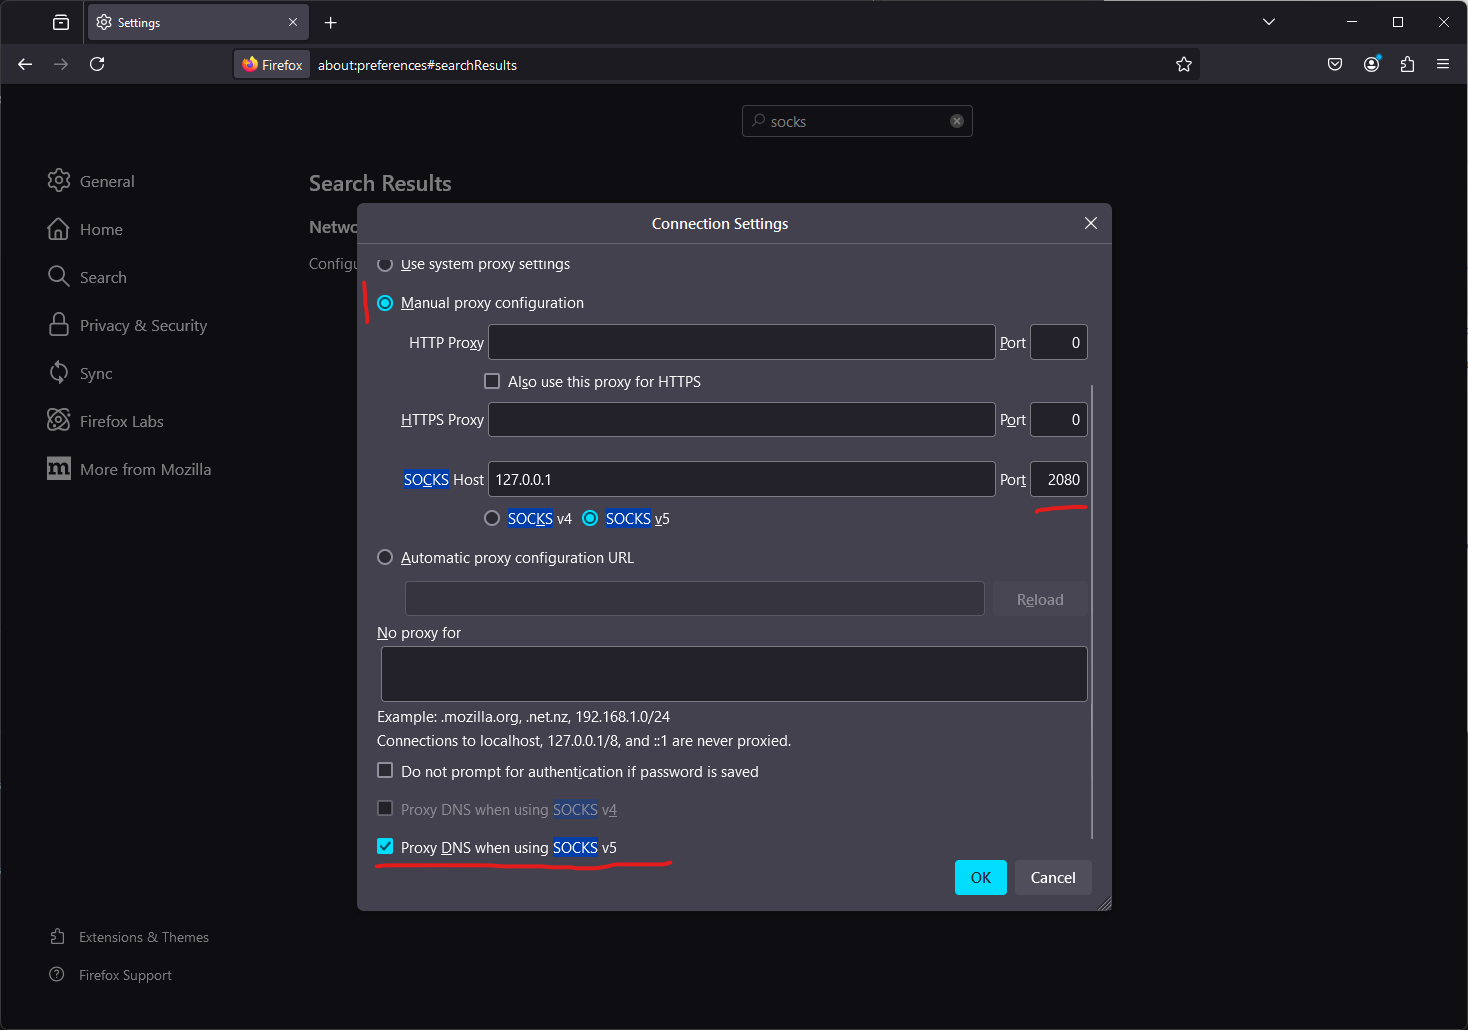 Settings
Firefox about:preferences#searchResults
socks
General
Home
Search
Privacy & Security
Sync
Firefox Labs
More from Mozilla
Extensions & Themes
Firefox Support
Search Results
Netwo
Configu
Connection Settings
Use system proxy settings
Manual proxy configuration
HTTP Proxy Port 0
Also use this proxy for HTTPS
HTTPS Proxy Port 0
SOCKS Host 127.0.0.1 Port 2080
SOCKS v4 SOCKS v5
Automatic proxy configuration URL
Reload
No proxy for
Example: .mozilla.org, .net.nz, 192.168.1.0/24
Connections to localhost, 127.0.0.1/8, and ::1 are never proxied.
Do not prompt for authentication if password is saved
Proxy DNS when using SOCKS v4
Proxy DNS when using SOCKS v5
OK Cancel